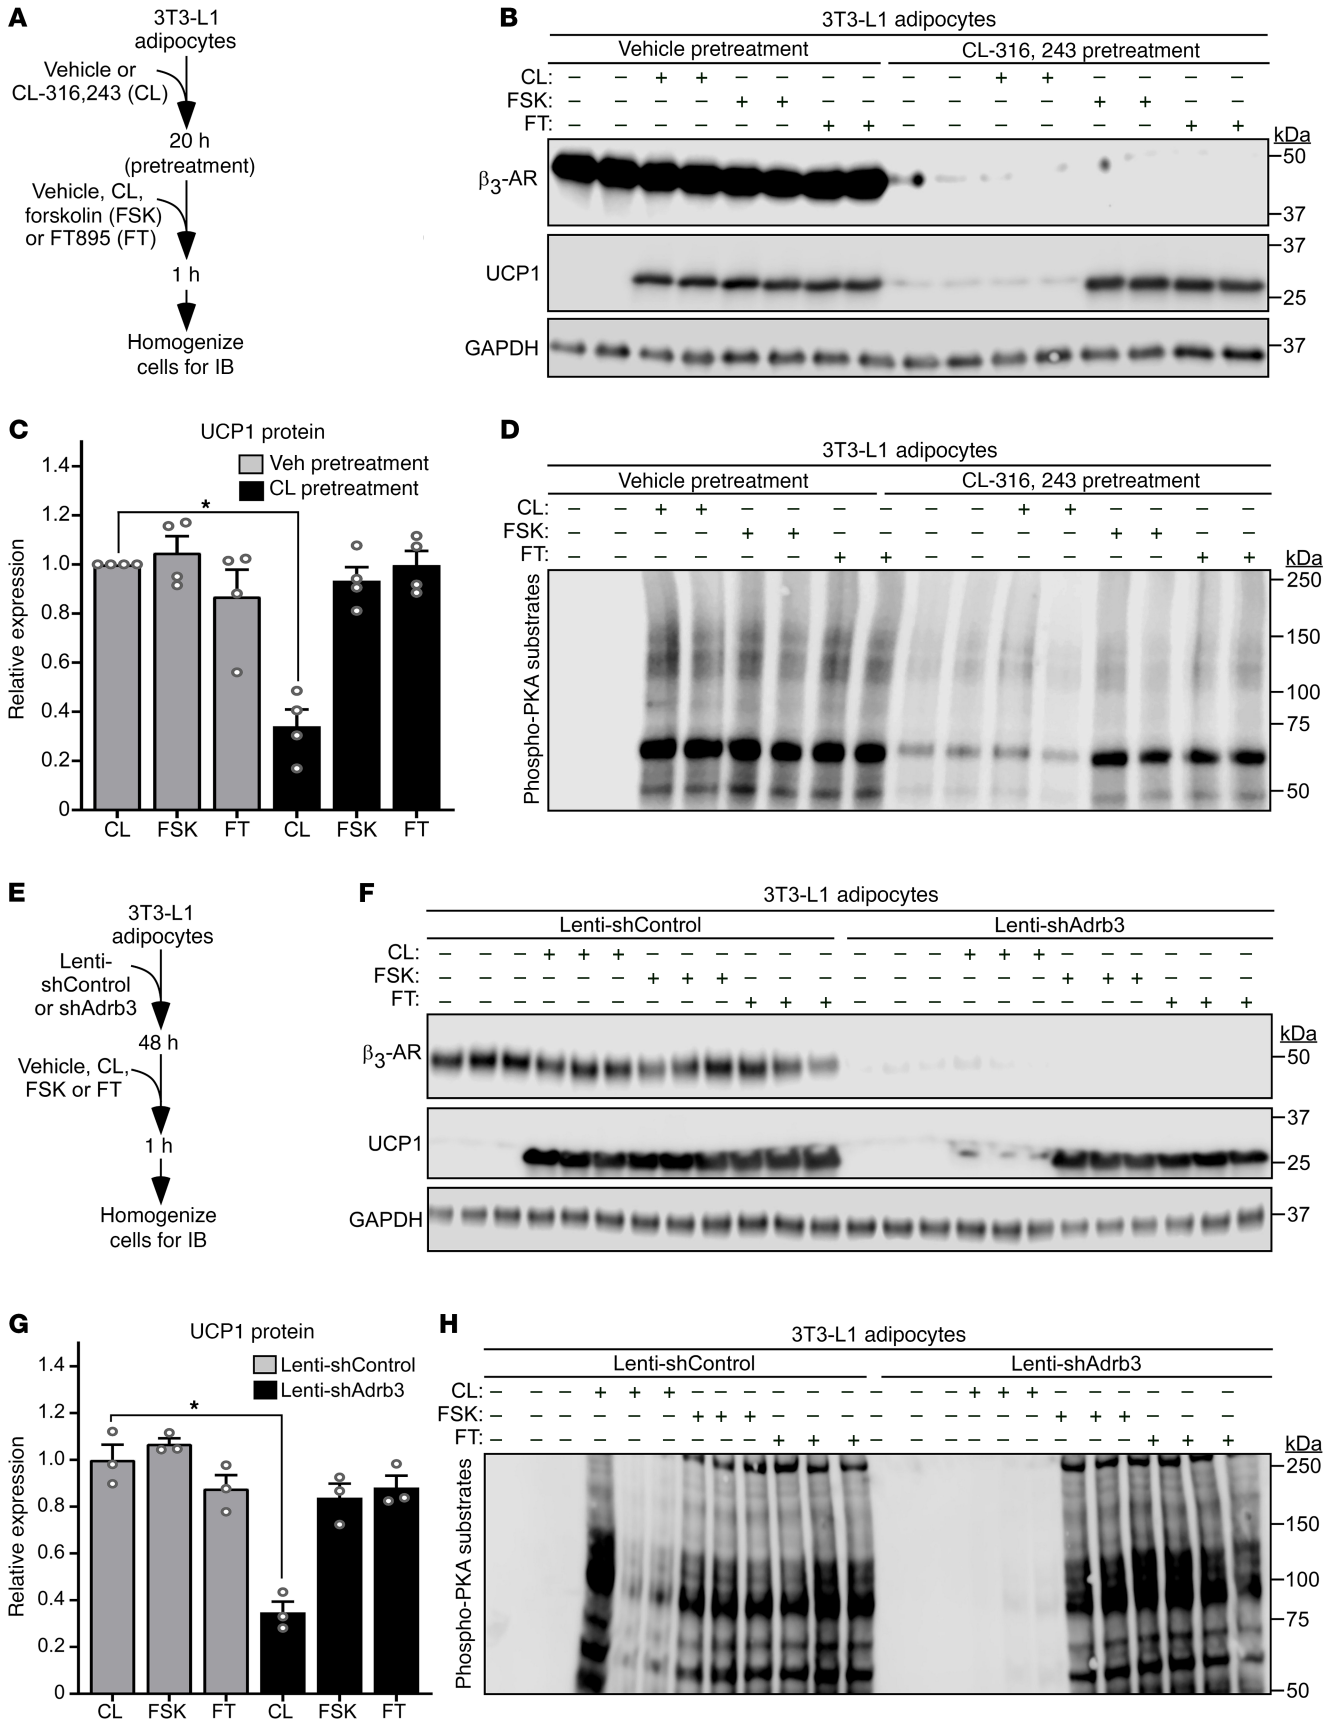 A
3T3-L1
adipocytes
Vehicle or
CL-316,243 (CL)
20 h
(pretreatment)
Vehicle, CL,
forskolin (FSK)
or FT895 (FT)
1 h
Homogenize
cells for IB
B
3T3-L1 adipocytes
Vehicle pretreatment CL-316, 243 pretreatment
CL: – – + + – – – – – – + + – – – –
FSK: – – – – + + – – – – – – + + – –
FT: – – – – – – + + – – – – – – + +
kDa
β3-AR
50
37
UCP1
37
25
GAPDH
37
C
UCP1 protein
Veh pretreatment
CL pretreatment
*
Relative expression
1.4
1.2
1.0
0.8
0.6
0.4
0.2
0
CL FSK FT CL FSK FT
D
3T3-L1 adipocytes
Vehicle pretreatment CL-316, 243 pretreatment
CL: – – + + – – – – – – + + – – – –
FSK: – – – – + + – – – – – – + + – –
FT: – – – – – – + + – – – – – – + +
kDa
Phospho-PKA substrates
250
150
100
75
50
E
3T3-L1
adipocytes
Lenti-
shControl
or shAdrb3
48 h
Vehicle, CL,
FSK or FT
1 h
Homogenize
cells for IB
F
3T3-L1 adipocytes
Lenti-shControl Lenti-shAdrb3
CL: – – – + + + – – – – – – – – – + + + – – – – – –
FSK: – – – – – – + + + – – – – – – – – – + + + – – –
FT: – – – – – – – – – + + + – – – – – – – – – + + +
kDa
β3-AR
50
UCP1
37
25
GAPDH
37
G
UCP1 protein
Lenti-shControl
Lenti-shAdrb3
*
Relative expression
1.4
1.2
1.0
0.8
0.6
0.4
0.2
0
CL FSK FT CL FSK FT
H
3T3-L1 adipocytes
Lenti-shControl Lenti-shAdrb3
CL: – – – + + + – – – – – – – – – + + + – – – – – –
FSK: – – – – – – + + + – – – – – – – – – + + + – – –
FT: – – – – – – – – – + + + – – – – – – – – – + + +
kDa
Phospho-PKA substrates
250
150
100
75
50